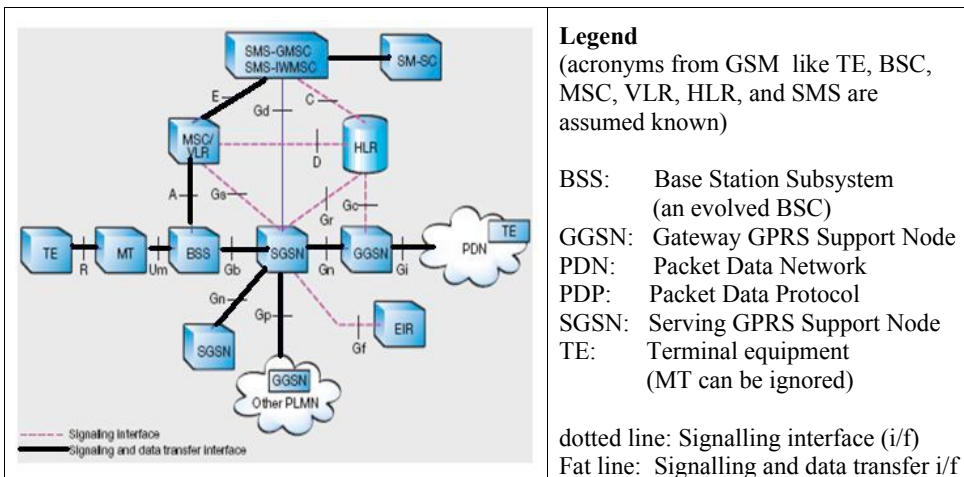 SMS-GMSC
SMS-IWMSC
SM-SC
E
Gd
C
MSC/
VLR
HLR
D
A
Gs
Gr
Gc
TE
MT
BSS
SGSN
GGSN
PDN
TE
R
Um
Gb
Gn
Gi
Gn
Gp
SGSN
EIR
Gf
GGSN
Other PLMN
Signaling interface
Signaling and data transfer interface
Legend
(acronyms from GSM like TE, BSC,
MSC, VLR, HLR, and SMS are
assumed known)
BSS: Base Station Subsystem
(an evolved BSC)
GGSN: Gateway GPRS Support Node
PDN: Packet Data Network
PDP: Packet Data Protocol
SGSN: Serving GPRS Support Node
TE: Terminal equipment
(MT can be ignored)
dotted line: Signalling interface (i/f)
Fat line: Signalling and data transfer i/f